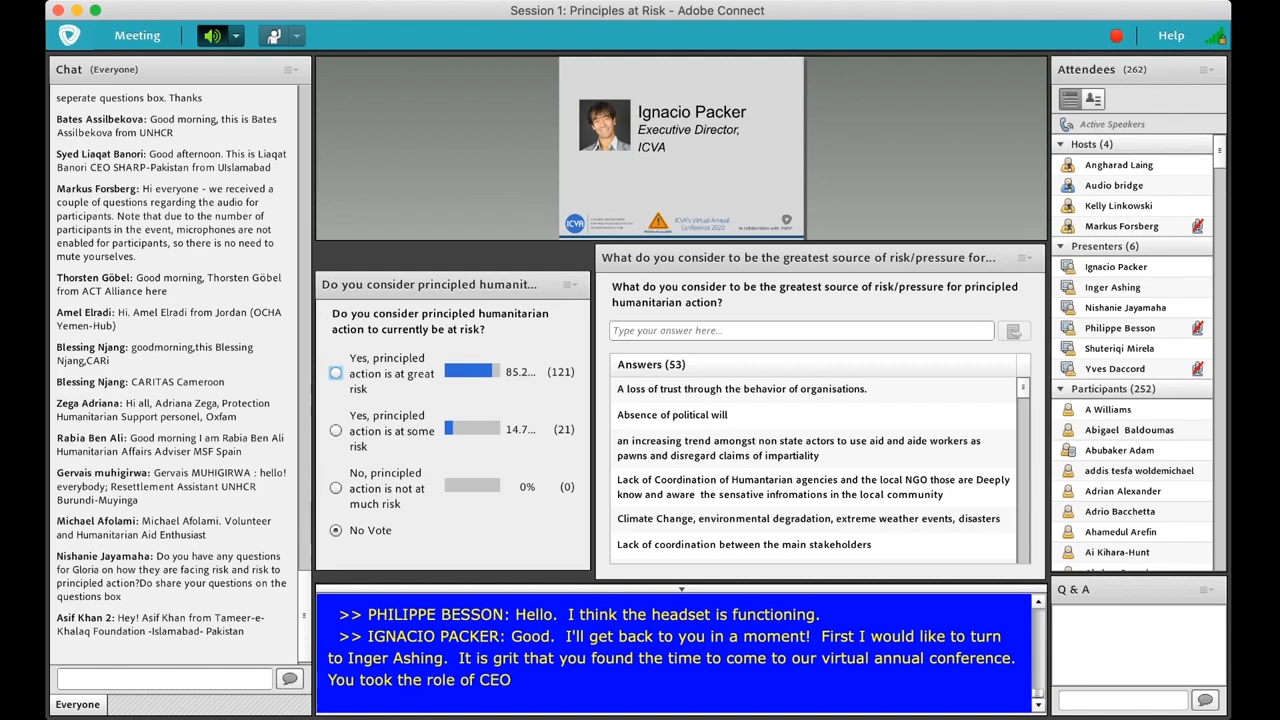 Session 1: Principles at Risk - Adobe Connect
Meeting
Help
Chat (Everyone)
seperate questions box. Thanks
Bates Assilbekova: Good morning, this is Bates
Assilbekova from UNHCR
Syed Liaqat Banori: Good afternoon. This is Liaqat
Banori CEO SHARP-Pakistan from UIslamabad
Markus Forsberg: Hi everyone - we received a
couple of questions regarding the audio for
participants. Note that due to the number of
participants in the event, microphones are not
enabled for participants, so there is no need to
mute yourselves.
Thorsten Göbel: Good morning, Thorsten Göbel
from ACT Alliance here
Amel Elradi: Hi. Amel Elradi from Jordan (OCHA
Yemen-Hub)
Blessing Njang: goodmorning,this Blessing
Njang,CARi
Blessing Njang: CARITAS Cameroon
Zega Adriana: Hi all, Adriana Zega, Protection
Humanitarian Support personel, Oxfam
Rabia Ben Ali: Good morning I am Rabia Ben Ali
Humanitarian Affairs Adviser MSF Spain
Gervais muhigirwa: Gervais MUHIGIRWA : hello!
everybody; Resettlement Assistant UNHCR
Burundi-Muyinga
Michael Afolami: Michael Afolami. Volunteer
and Humanitarian Aid Enthusiast
Nishanie Jayamaha: Do you have any questions
for Gloria on how they are facing risk and risk to
principled action?Do share your questions on the
questions box
Asif Khan 2: Hey! Asif Khan from Tameer-e-
Khalaq Foundation -Islamabad- Pakistan
Everyone
Ignacio Packer
Executive Director,
ICVA
ICVA
ICVA's Virtual Annual
Conference 2020
Do you consider principled humanit...
Do you consider principled humanitarian
action to currently be at risk?
Yes, principled
action is at great
risk
85.2... (121)
Yes, principled
action is at some
risk
14.7... (21)
No, principled
action is not at
much risk
0% (0)
No Vote
What do you consider to be the greatest source of risk/pressure for...
What do you consider to be the greatest source of risk/pressure for principled
humanitarian action?
Type your answer here...
Answers (53)
A loss of trust through the behavior of organisations.
Absence of political will
an increasing trend amongst non state actors to use aid and aide workers as
pawns and disregard claims of impartiality
Lack of Coordination of Humantarian agencies and the local NGO those are Deeply
know and aware the sensative infromations in the local community
Climate Change, environmental degradation, extreme weather events, disasters
Lack of coordination between the main stakeholders
>> PHILIPPE BESSON: Hello. I think the headset is functioning.
>> IGNACIO PACKER: Good. I'll get back to you in a moment! First I would like to turn
to Inger Ashing. It is grit that you found the time to come to our virtual annual conference.
You took the role of CEO
Attendees (262)
Active Speakers
Hosts (4)
Angharad Laing
Audio bridge
Kelly Linkowski
Markus Forsberg
Presenters (6)
Ignacio Packer
Inger Ashing
Nishanie Jayamaha
Philippe Besson
Shuteriqi Mirela
Yves Daccord
Participants (252)
A Williams
Abigael Baldoumas
Abubaker Adam
addis tesfa woldemichael
Adrian Alexander
Adrio Bacchetta
Ahamedul Arefin
Ai Kihara-Hunt
Q & A